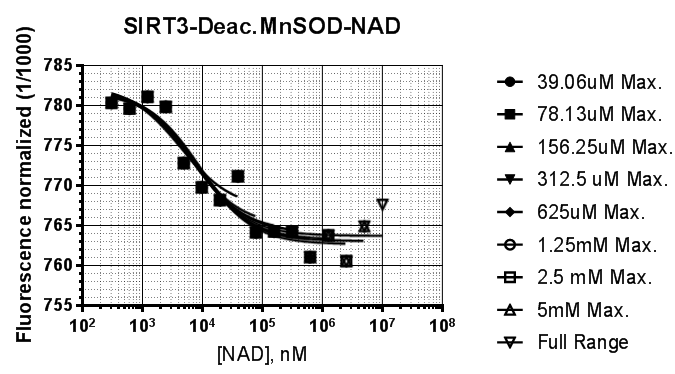 SIRT3-Deac.MnSOD-NAD
Fluorescence normalized (1/1000)
785
780
775
770
765
760
755
10² 10³ 10⁴ 10⁵ 10⁶ 10⁷ 10⁸
[NAD], nM
39.06uM Max.
78.13uM Max.
156.25uM Max.
312.5 uM Max.
625uM Max.
1.25mM Max.
2.5 mM Max.
5mM Max.
Full Range